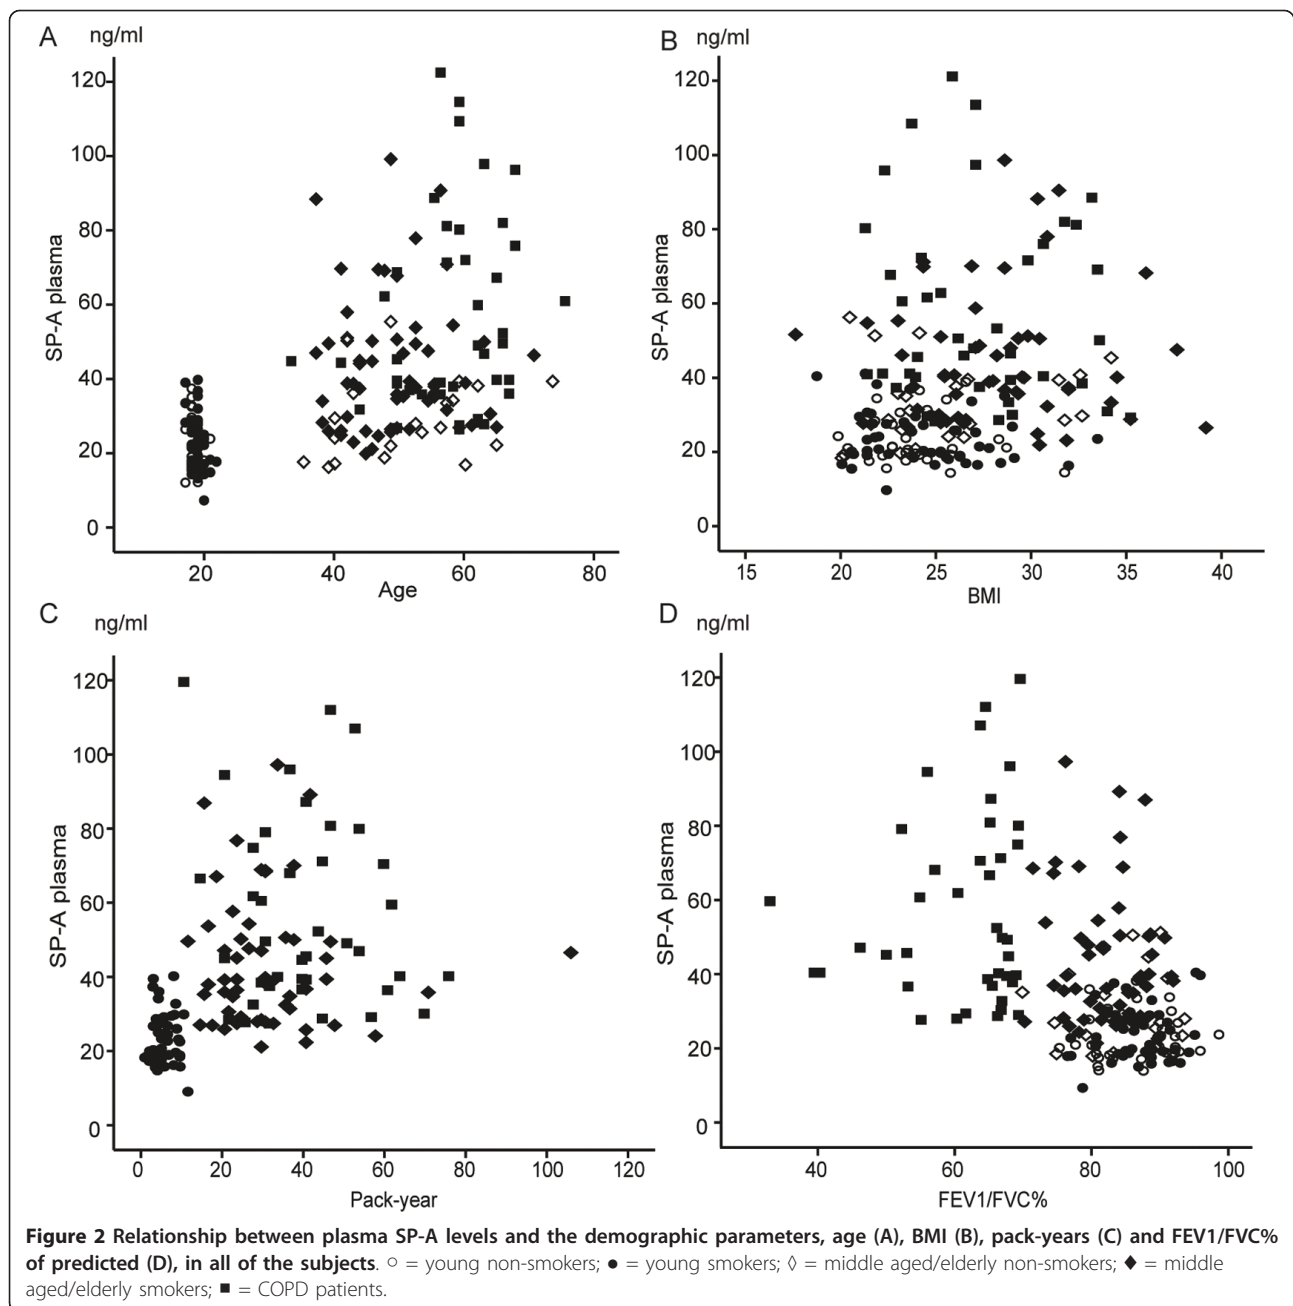 A ng/ml
120
100
80
60
40
20
0
SP-A plasma
20 40 60 80
Age
B ng/ml
120
100
80
60
40
20
0
SP-A plasma
15 20 25 30 35 40
BMI
C ng/ml
120
100
80
60
40
20
0
SP-A plasma
0 20 40 60 80 100 120
Pack-year
D ng/ml
120
100
80
60
40
20
0
SP-A plasma
40 60 80 100
FEV1/FVC%
Figure 2 Relationship between plasma SP-A levels and the demographic parameters, age (A), BMI (B), pack-years (C) and FEV1/FVC%
of predicted (D), in all of the subjects. ○ = young non-smokers; ● = young smokers; ◊ = middle aged/elderly non-smokers; ♦ = middle
aged/elderly smokers; ■ = COPD patients.